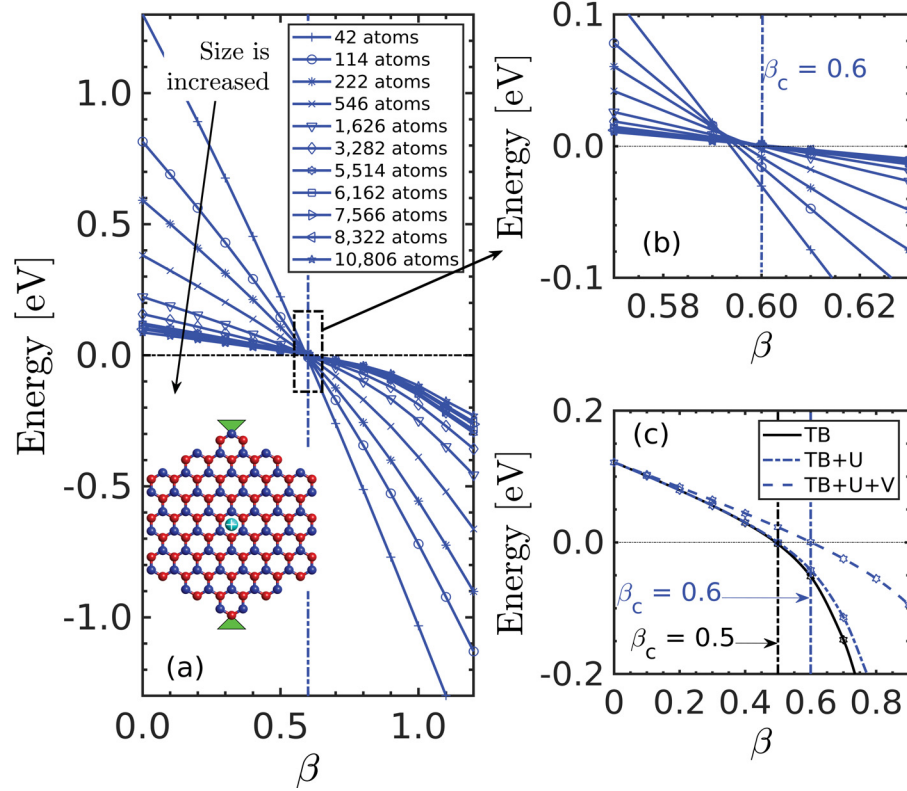 Size is
increased
42 atoms
114 atoms
222 atoms
546 atoms
1,626 atoms
3,282 atoms
5,514 atoms
6,162 atoms
7,566 atoms
8,322 atoms
10,806 atoms
Energy [eV]
1.0
0.5
0.0
-0.5
-1.0
(a)
0.0
0.5
1.0
β
Energy [eV]
0.1
0.0
-0.1
βc = 0.6
(b)
0.58
0.60
0.62
β
Energy [eV]
0.2
0.0
-0.2
(c)
TB
TB+U
TB+U+V
βc = 0.6
βc = 0.5
0
0.2
0.4
0.6
0.8
β